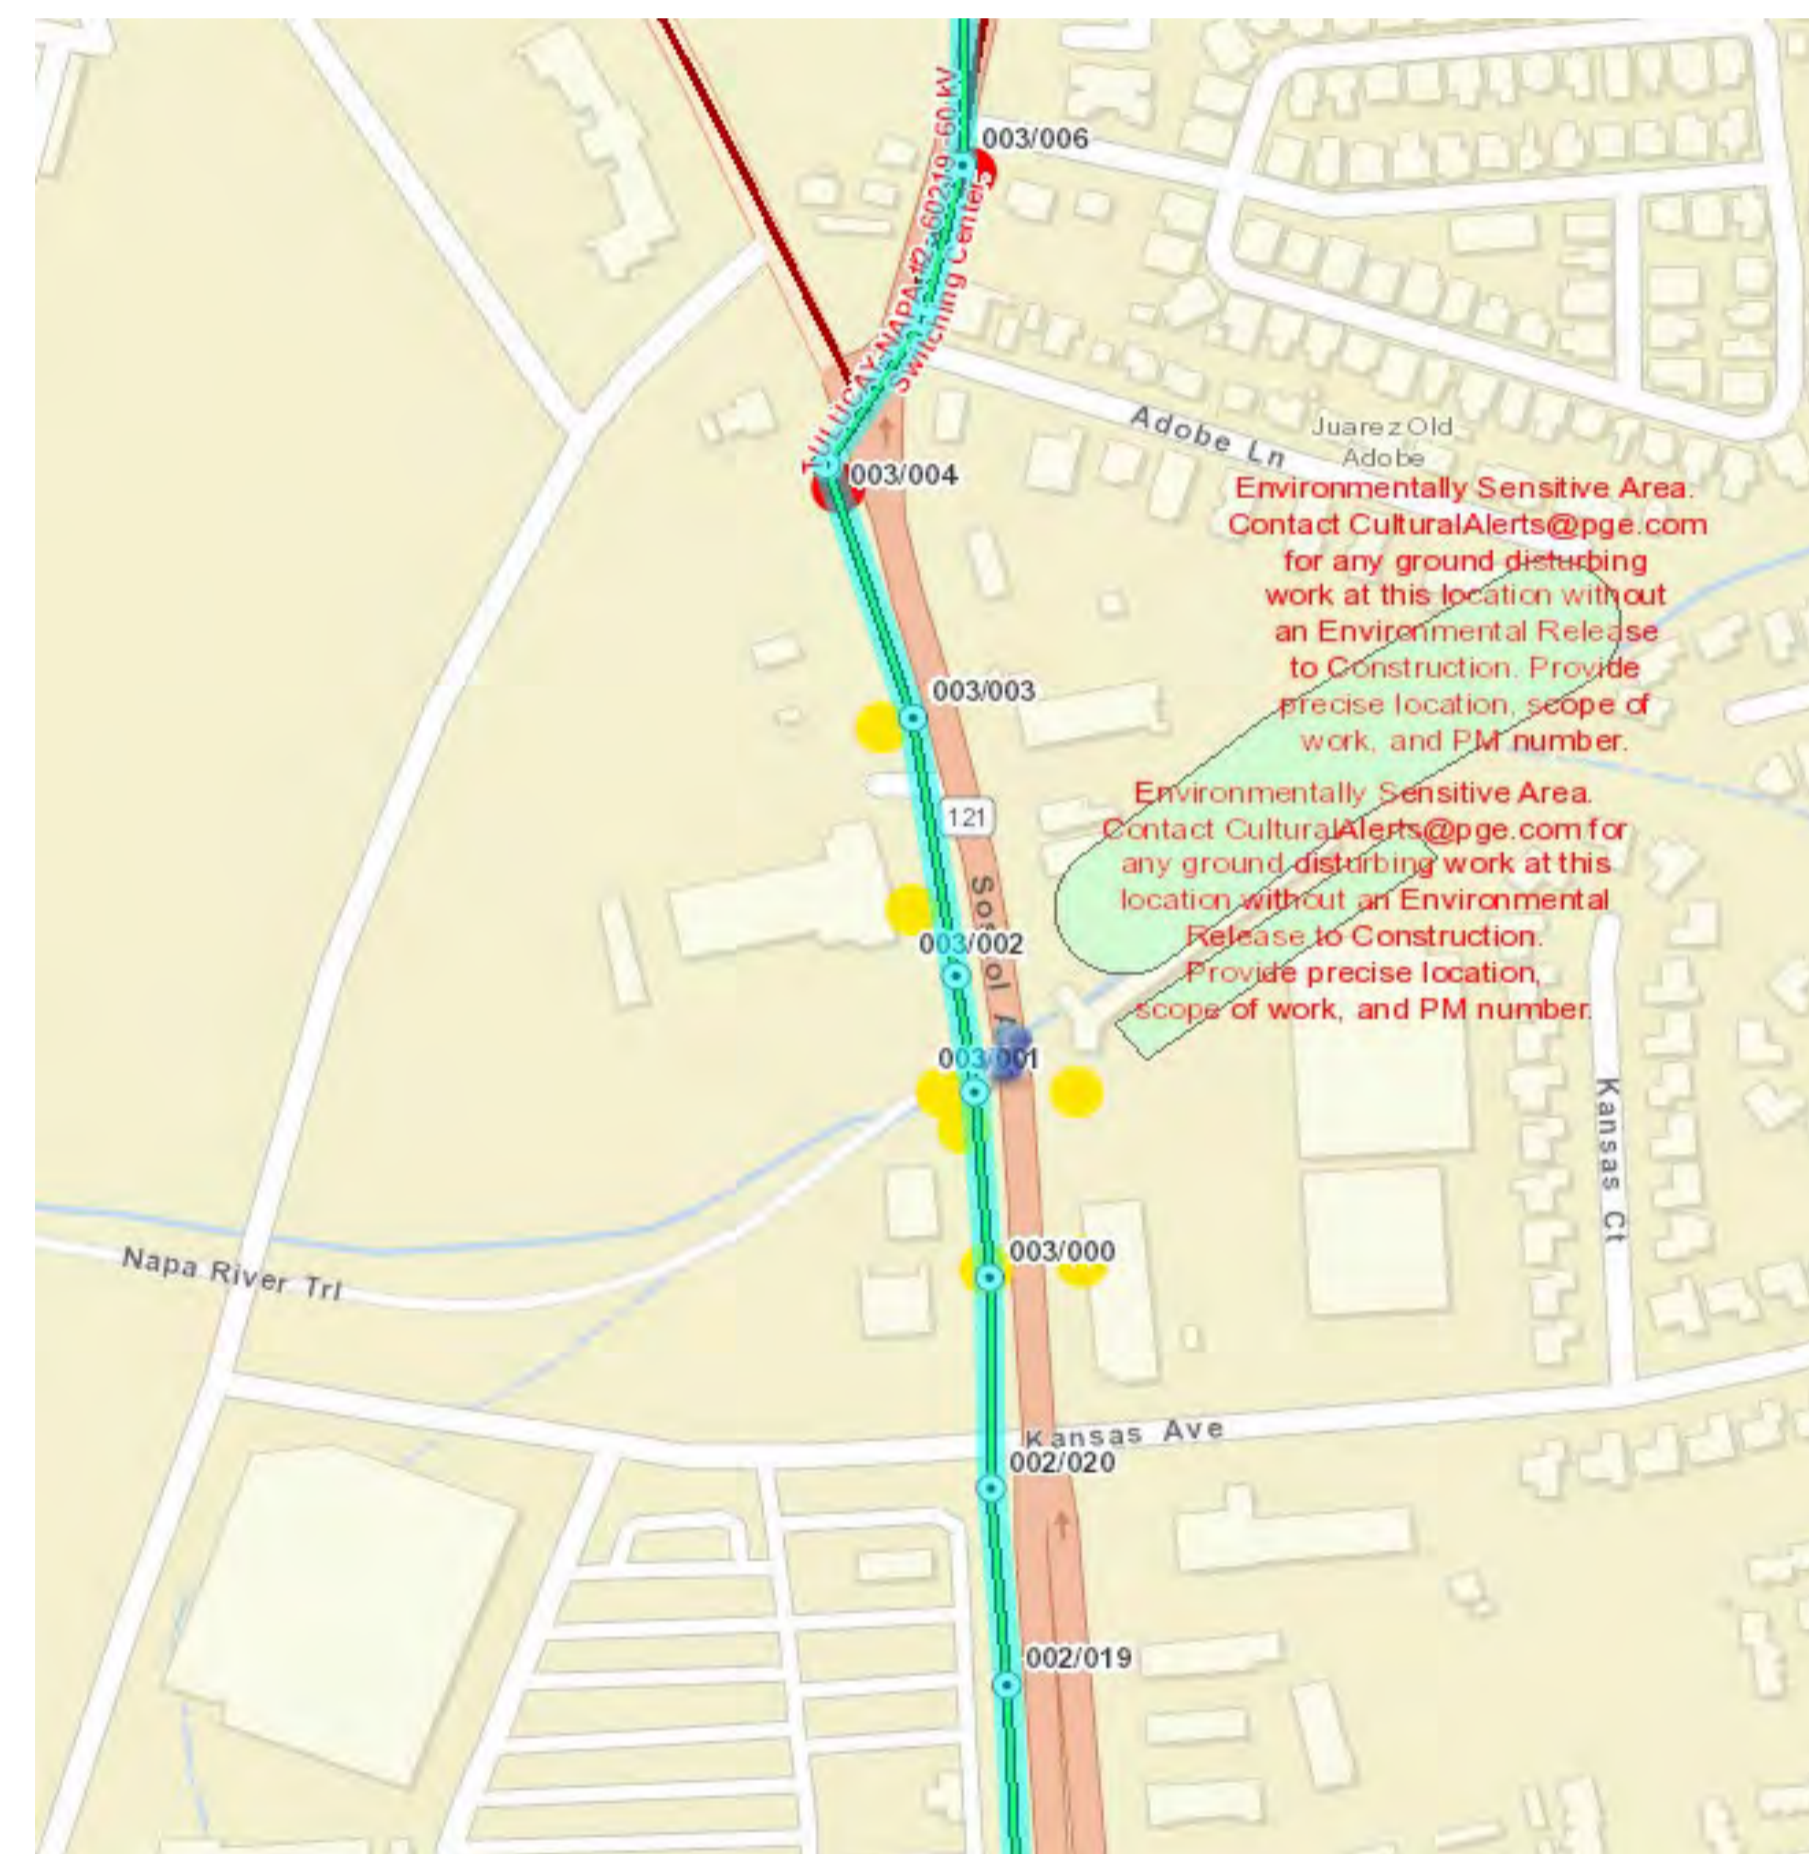 003/006
TULUCAY-NAPA #2 - 60219 - 60 kV
Switching Center
Adobe Ln
Juarez Old
Adobe
003/004
Environmentally Sensitive Area.
Contact CulturalAlerts@pge.com
for any ground disturbing
work at this location without
an Environmental Release
to Construction. Provide
precise location, scope of
work, and PM number.
003/003
Environmentally Sensitive Area.
Contact CulturalAlerts@pge.com for
any ground disturbing work at this
location without an Environmental
Release to Construction.
Provide precise location,
scope of work, and PM number.
121
003/002
003/001
Kansas Ct
003/000
Napa River Trl
Kansas Ave
002/020
002/019